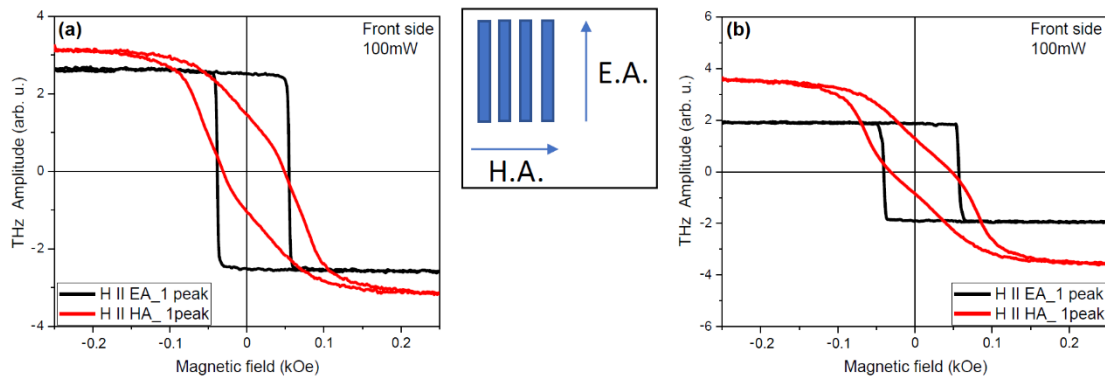 (a)
Front side
100mW
THz Amplitude (arb. u.)
4
2
0
-2
-4
H II EA_1 peak
H II HA_ 1peak
-0.2
-0.1
0
0.1
0.2
Magnetic field (kOe)
E.A.
H.A.
(b)
Front side
100mW
THz Amplitude (arb. u.)
6
4
2
0
-2
-4
-6
H II EA_1 peak
H II HA_ 1peak
-0.2
-0.1
0
0.1
0.2
Magnetic field (kOe)